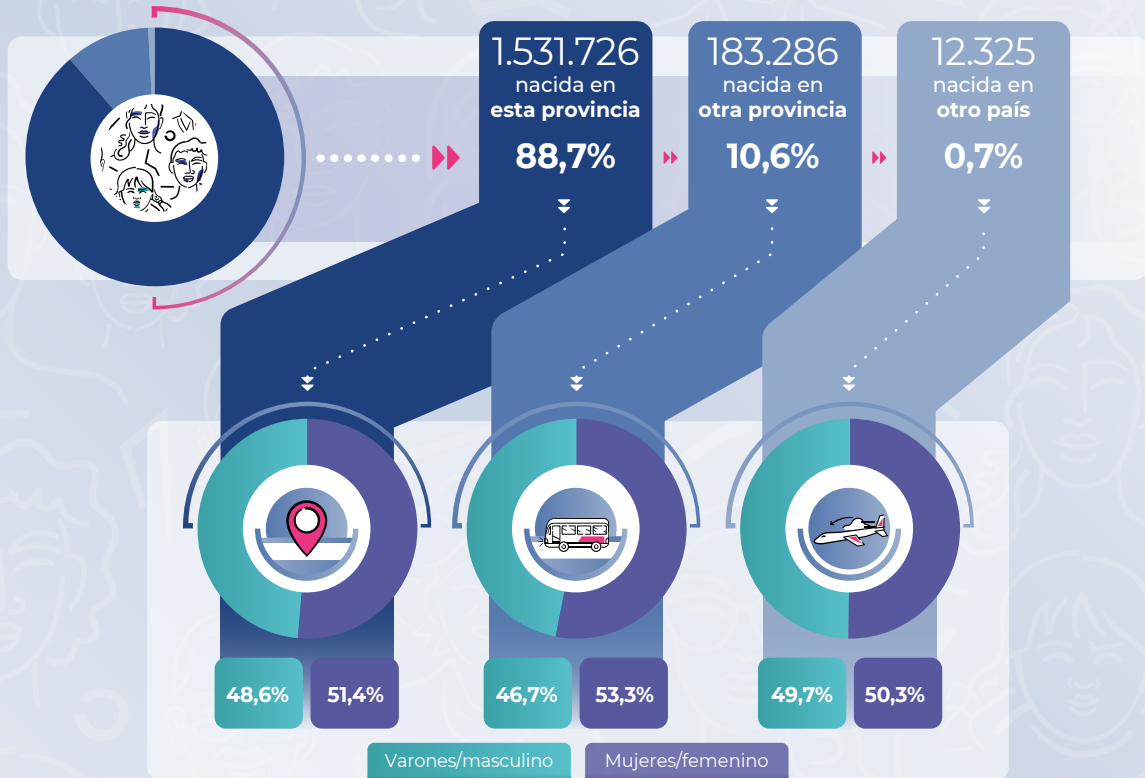 1.531.726
nacida en
esta provincia
88,7%
183.286
nacida en
otra provincia
10,6%
12.325
nacida en
otro país
0,7%
48,6%
51,4%
46,7%
53,3%
49,7%
50,3%
Varones/masculino
Mujeres/femenino